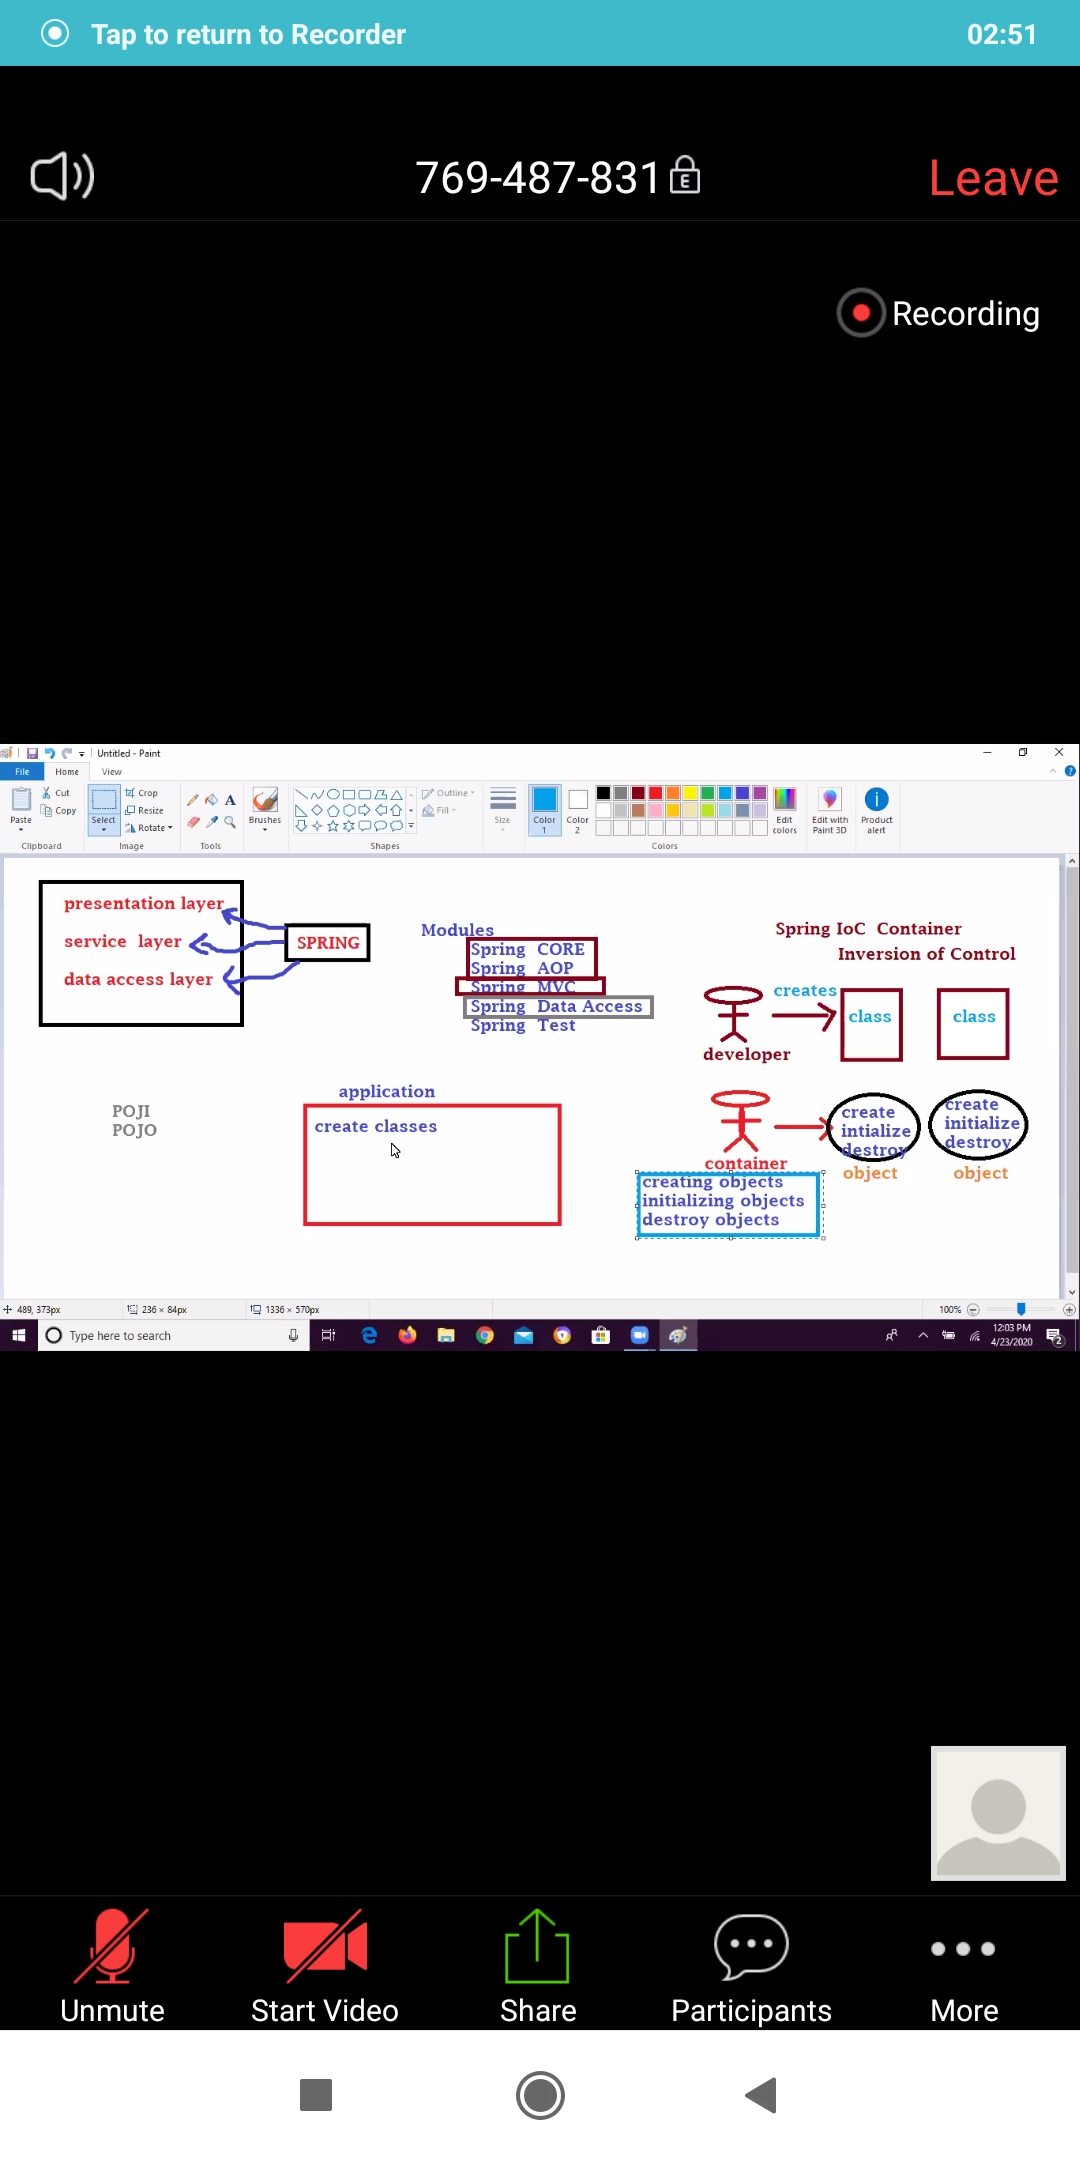 Tap to return to Recorder
02:51
769-487-831
E
Leave
Recording
Untitled - Paint
File
Home
View
Paste
Cut
Copy
Clipboard
Select
Crop
Resize
Rotate
Image
A
Tools
Brushes
Outline
Fill
Shapes
Size
Color
1
Color
2
Edit
colors
Edit with
Paint 3D
Product
alert
Colors
presentation layer
service layer
data access layer
SPRING
Modules
Spring CORE
Spring AOP
Spring MVC
Spring Data Access
Spring Test
Spring IoC Container
Inversion of Control
creates
class
class
developer
POJI
POJO
application
create classes
container
creating objects
initializing objects
destroy objects
create
intialize
destroy
object
create
initialize
destroy
object
489, 373px
236 × 84px
1336 × 570px
100%
Type here to search
12:03 PM
4/23/2020
2
Unmute
Start Video
Share
Participants
More